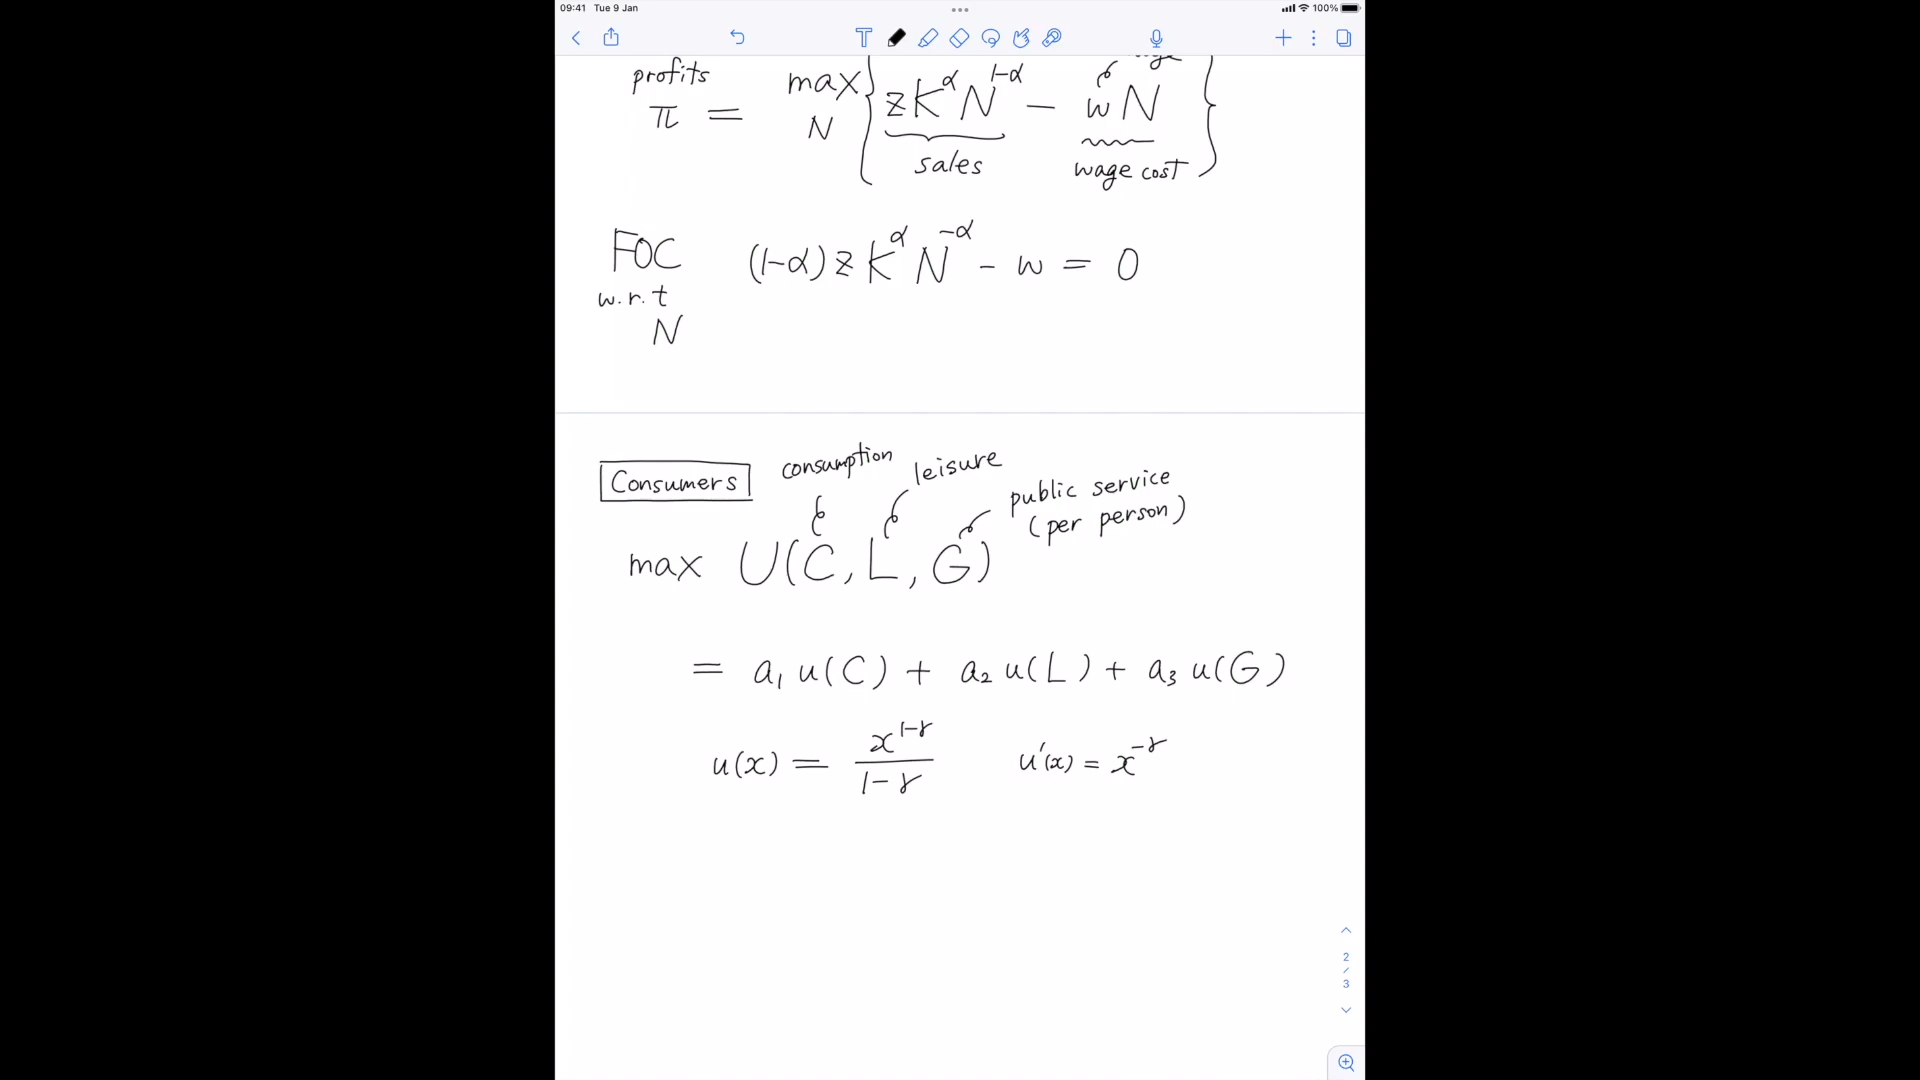 09:41 Tue 9 Jan 100%
profits
π = max { zK^α N^{1-α} - wN }
N
sales wage cost
FOC (1-α) z K^α N^{-α} - w = 0
w.r.t
N
Consumers
consumption leisure
public service
(per person)
max U(C, L, G)
= a₁ u(C) + a₂ u(L) + a₃ u(G)
u(x) = x^{1-γ} / 1-γ u'(x) = x^{-γ}
2
/
3